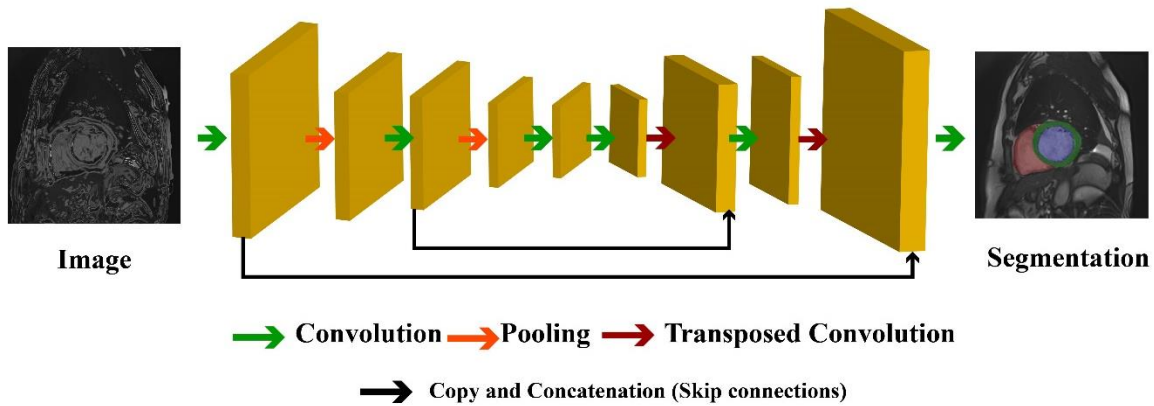 Image
Segmentation
Convolution Pooling Transposed Convolution
Copy and Concatenation (Skip connections)